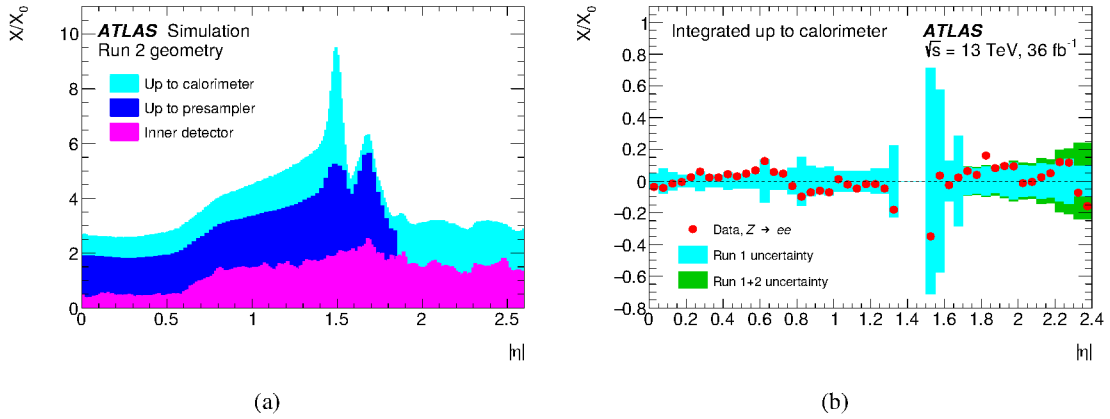 X/X₀
10
8
6
4
2
0
ATLAS Simulation
Run 2 geometry
Up to calorimeter
Up to presampler
Inner detector
0 0.5 1 1.5 2 2.5
|η|
(a)
X/X₀
1
0.8
0.6
0.4
0.2
0
−0.2
−0.4
−0.6
−0.8
Integrated up to calorimeter
ATLAS
√s = 13 TeV, 36 fb⁻¹
Data, Z → ee
Run 1 uncertainty
Run 1+2 uncertainty
0 0.2 0.4 0.6 0.8 1 1.2 1.4 1.6 1.8 2 2.2 2.4
|η|
(b)